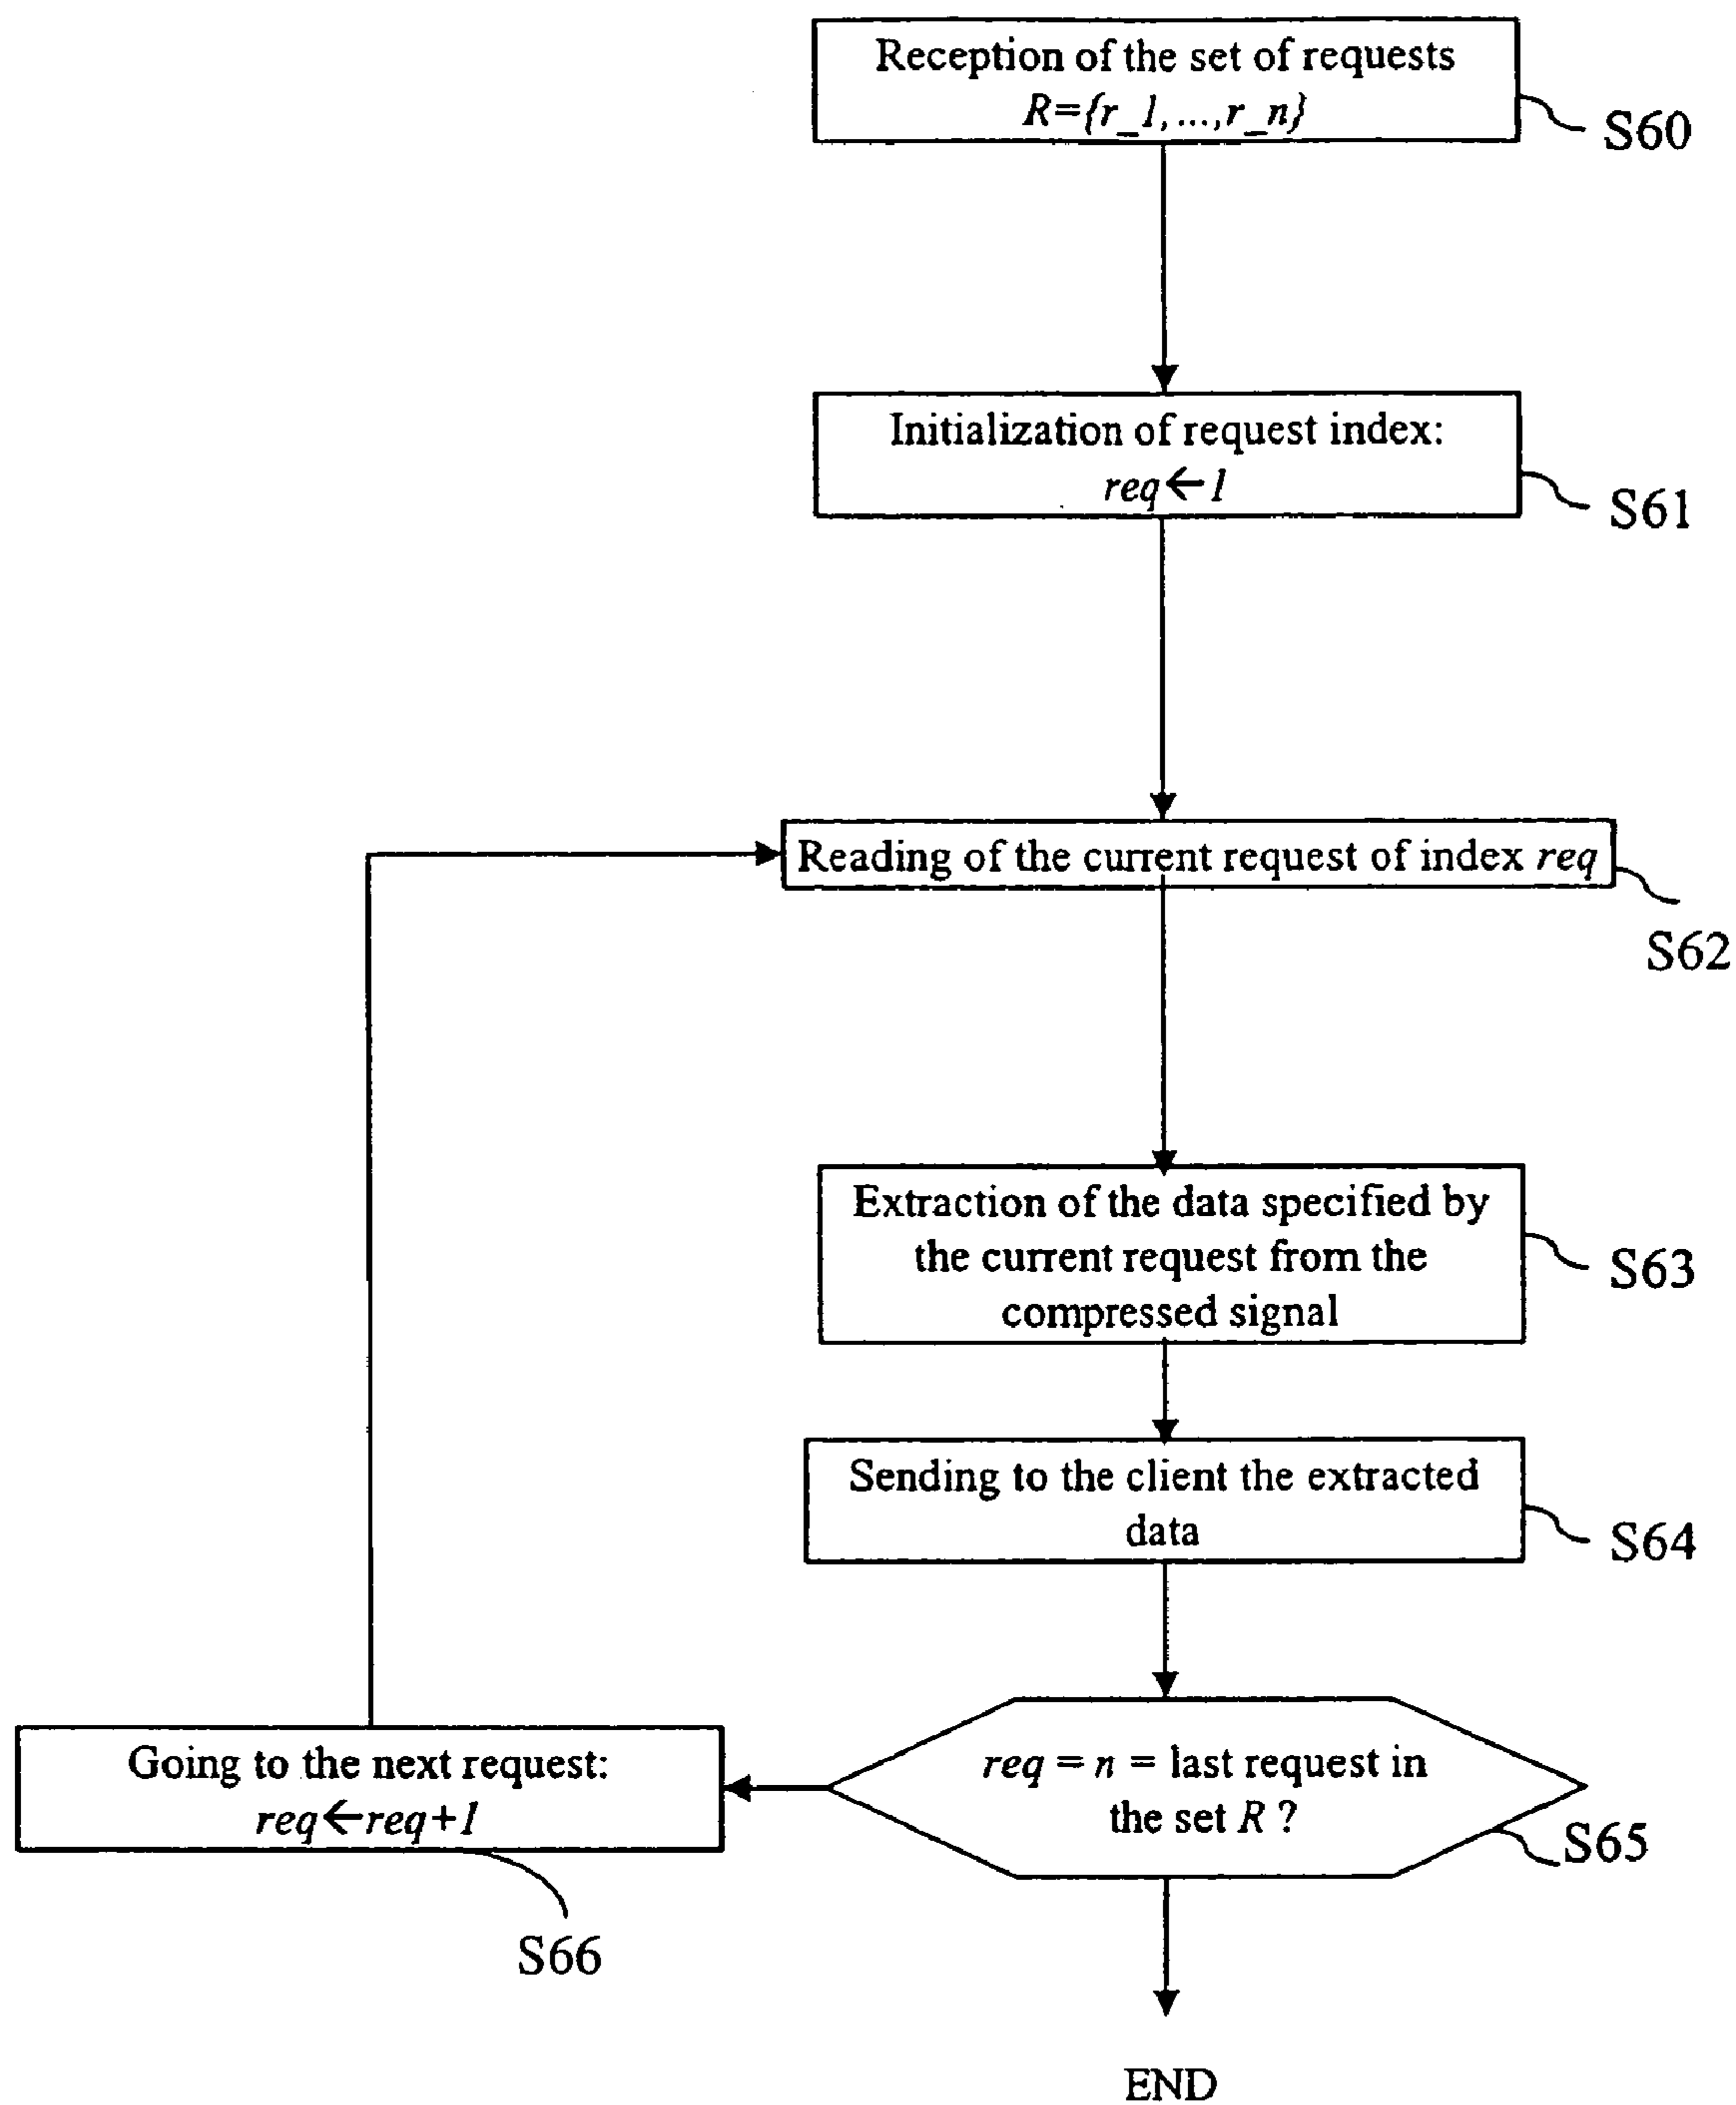 Reception of the set of requests
R={r_1,...,r_n}
S60
Initialization of request index:
req←1
S61
Reading of the current request of index req
S62
Extraction of the data specified by
the current request from the
compressed signal
S63
Sending to the client the extracted
data
S64
req = n = last request in
the set R ?
S65
Going to the next request:
req←req+1
S66
END